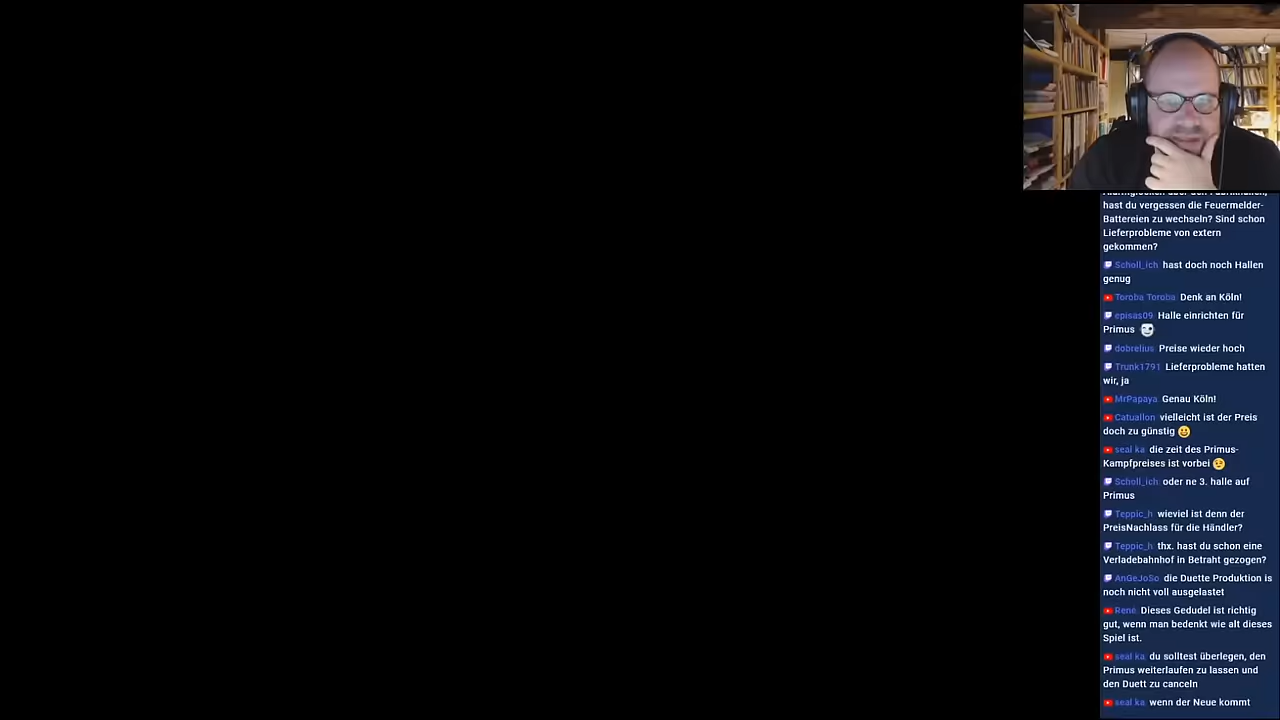 hast du vergessen die Feuermelder-
Battereien zu wechseln? Sind schon
Lieferprobleme von extern
gekommen?
Scholl_ich hast doch noch Hallen
genug
Toroba Toroba Denk an Köln!
episas09 Halle einrichten für
Primus
dobrelius Preise wieder hoch
Trunk1791 Lieferprobleme hatten
wir, ja
MrPapaya Genau Köln!
Catuallon vielleicht ist der Preis
doch zu günstig
seal ka die zeit des Primus-
Kampfpreises ist vorbei
Scholl_ich oder ne 3. halle auf
Primus
Teppic_h wieviel ist denn der
PreisNachlass für die Händler?
Teppic_h thx. hast du schon eine
Verladebahnhof in Betraht gezogen?
AnGeJoSo die Duette Produktion is
noch nicht voll ausgelastet
René Dieses Gedudel ist richtig
gut, wenn man bedenkt wie alt dieses
Spiel ist.
seal ka du solltest überlegen, den
Primus weiterlaufen zu lassen und
den Duett zu canceln
seal ka wenn der Neue kommt